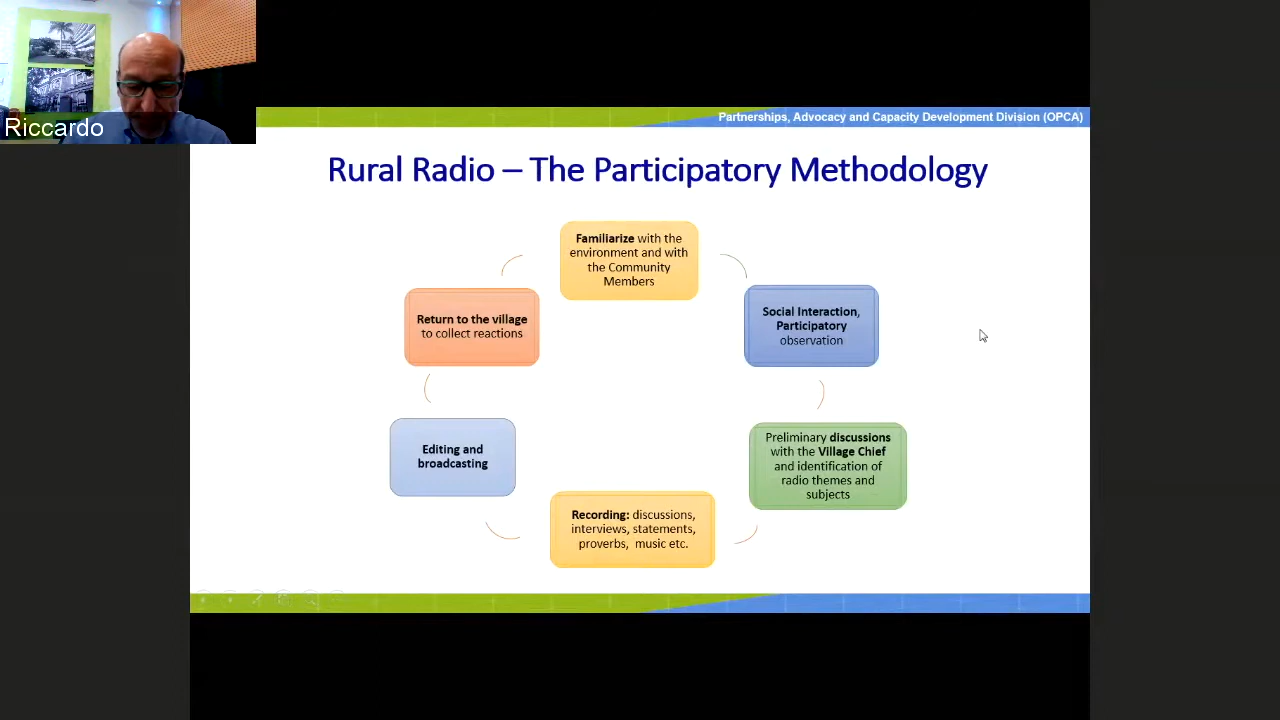 Riccardo
Partnerships, Advocacy and Capacity Development Division (OPCA)
Rural Radio – The Participatory Methodology
Familiarize with the
environment and with
the Community
Members
Social Interaction,
Participatory
observation
Preliminary discussions
with the Village Chief
and identification of
radio themes and
subjects
Recording: discussions,
interviews, statements,
proverbs, music etc.
Editing and
broadcasting
Return to the village
to collect reactions